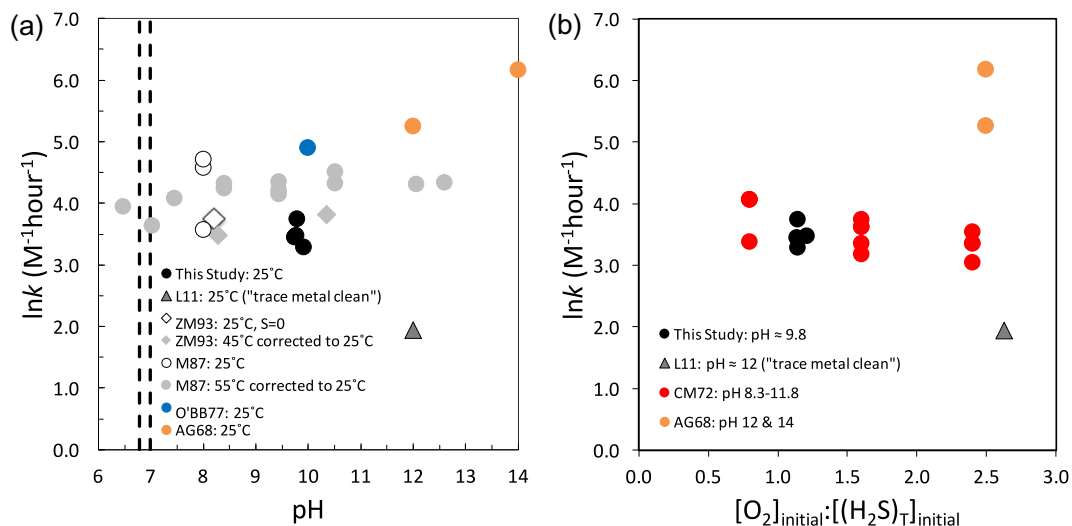 (a)
lnk (M⁻¹hour⁻¹)
7.0
6.0
5.0
4.0
3.0
2.0
1.0
0.0
This Study: 25˚C
L11: 25˚C ("trace metal clean")
ZM93: 25˚C, S=0
ZM93: 45˚C corrected to 25˚C
M87: 25˚C
M87: 55˚C corrected to 25˚C
O'BB77: 25˚C
AG68: 25˚C
6 7 8 9 10 11 12 13 14
pH
(b)
lnk (M⁻¹hour⁻¹)
7.0
6.0
5.0
4.0
3.0
2.0
1.0
0.0
This Study: pH ≈ 9.8
L11: pH ≈ 12 ("trace metal clean")
CM72: pH 8.3-11.8
AG68: pH 12 & 14
0.0 0.5 1.0 1.5 2.0 2.5 3.0
[O₂]initial:[(H₂S)T]initial